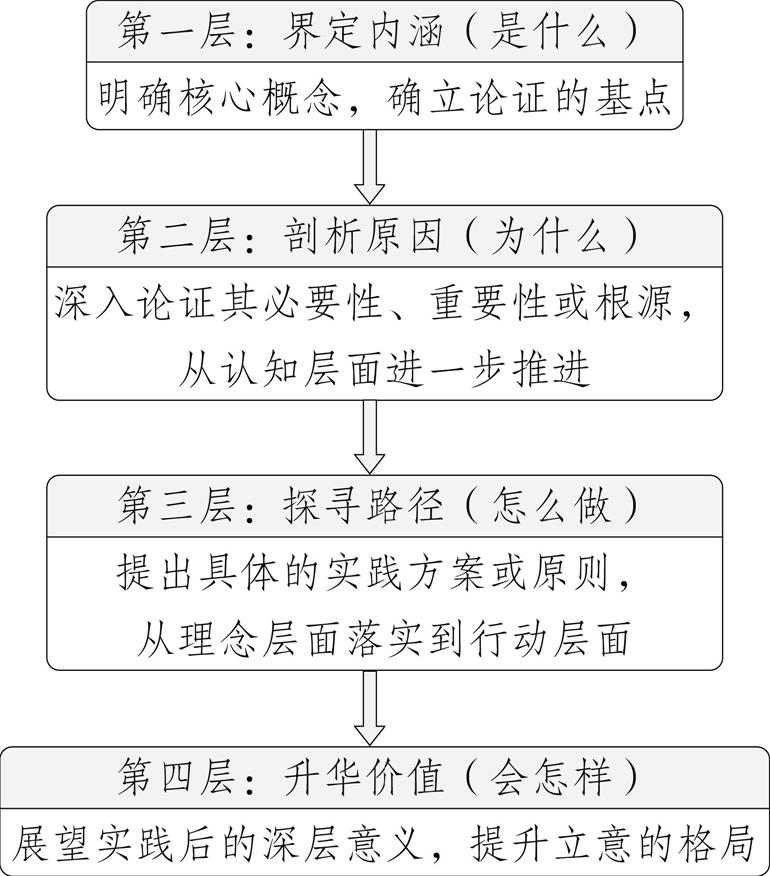 第一层：界定内涵（是什么）
明确核心概念，确立论证的基点
第二层：剖析原因（为什么）
深入论证其必要性、重要性或根源，
从认知层面进一步推进
第三层：探寻路径（怎么做）
提出具体的实践方案或原则，
从理念层面落实到行动层面
第四层：升华价值（会怎样）
展望实践后的深层意义，提升立意的格局